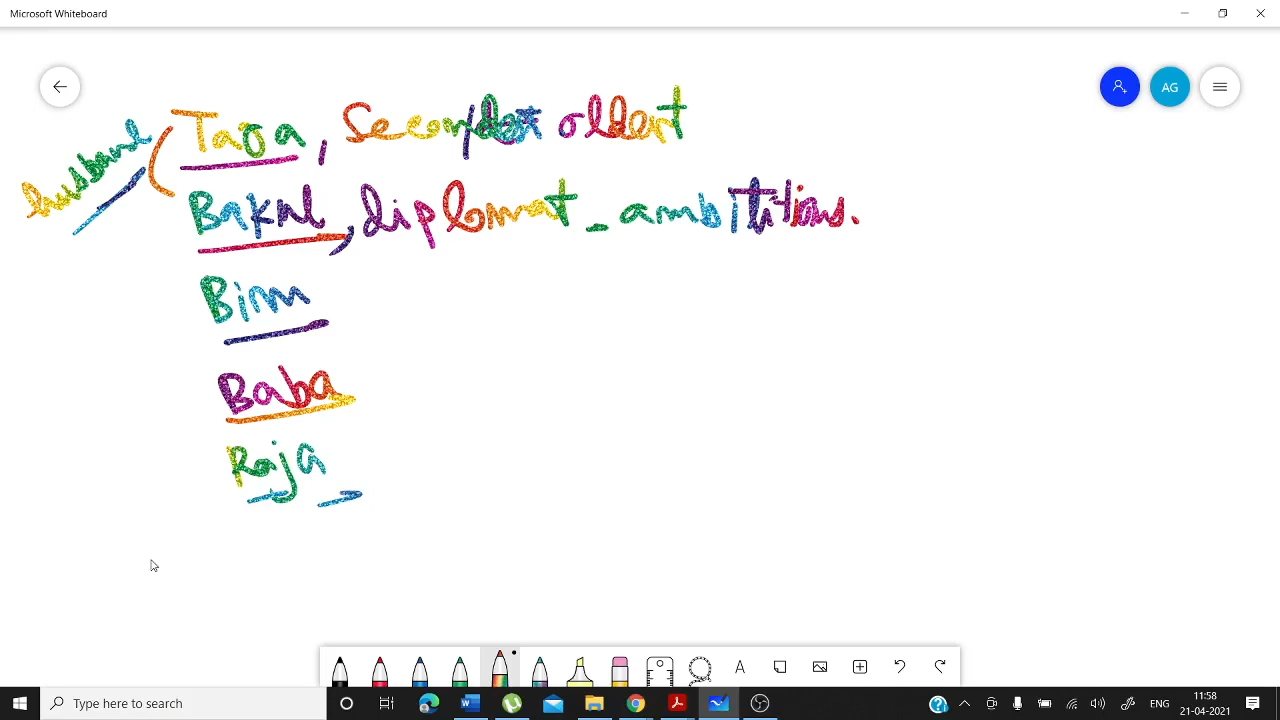 Microsoft Whiteboard
AG
husband ( Tara, Second oldest
Bakul, diplomat - ambititious.
Bim
Baba
Raja
A
Type here to search
ENG
11:58
21-04-2021